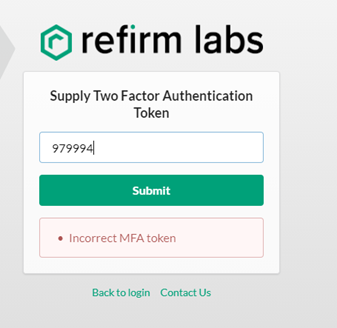 refirm labs
Supply Two Factor Authentication
Token
979994
Submit
Incorrect MFA token
Back to login Contact Us